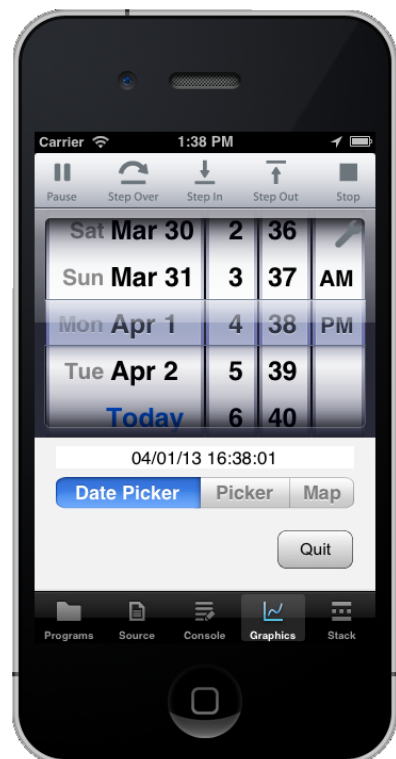 Carrier 1:38 PM
Pause Step Over Step In Step Out Stop
Sat Mar 30 2 36
Sun Mar 31 3 37 AM
Mon Apr 1 4 38 PM
Tue Apr 2 5 39
Today 6 40
04/01/13 16:38:01
Date Picker Picker Map
Quit
Programs Source Console Graphics Stack